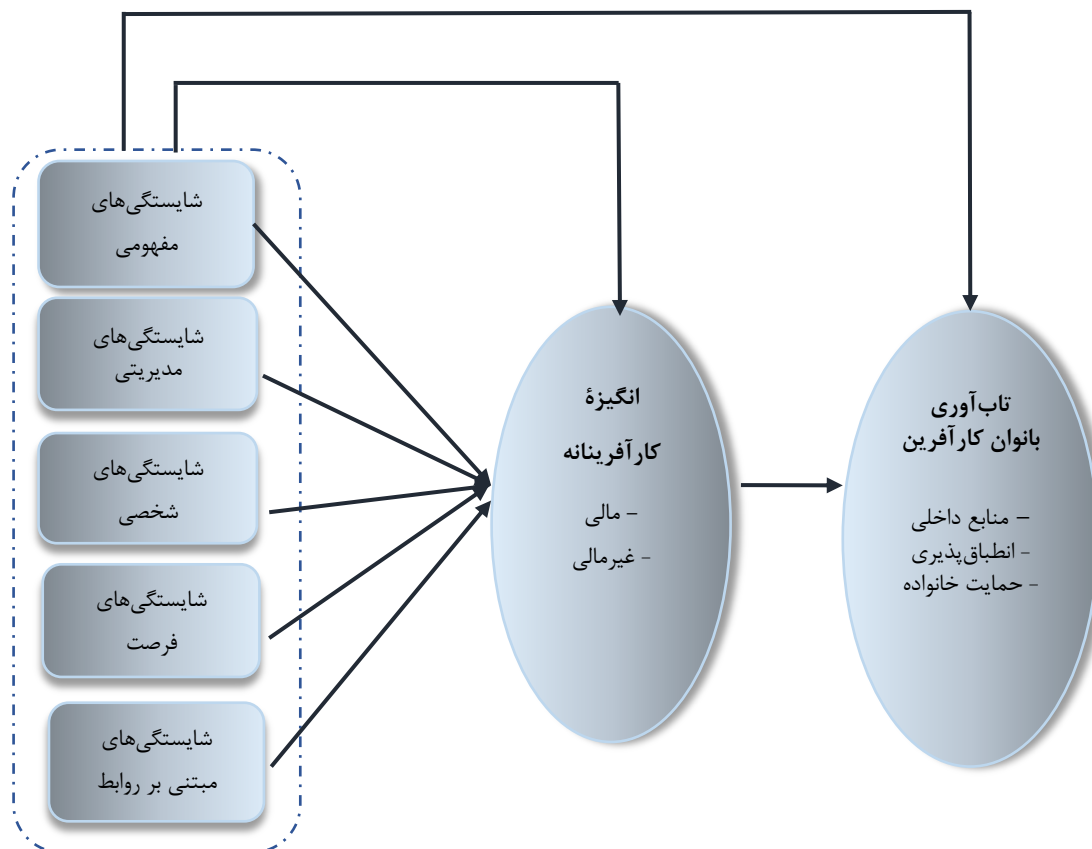 شایستگی‌های
مفهومی
شایستگی‌های
مدیریتی
شایستگی‌های
شخصی
شایستگی‌های
فرصت
شایستگی‌های
مبتنی بر روابط
انگیزۀ
کارآفرینانه
– مالی
- غیرمالی
تاب‌آوری
بانوان کارآفرین
– منابع داخلی
- انطباق‌پذیری
- حمایت خانواده